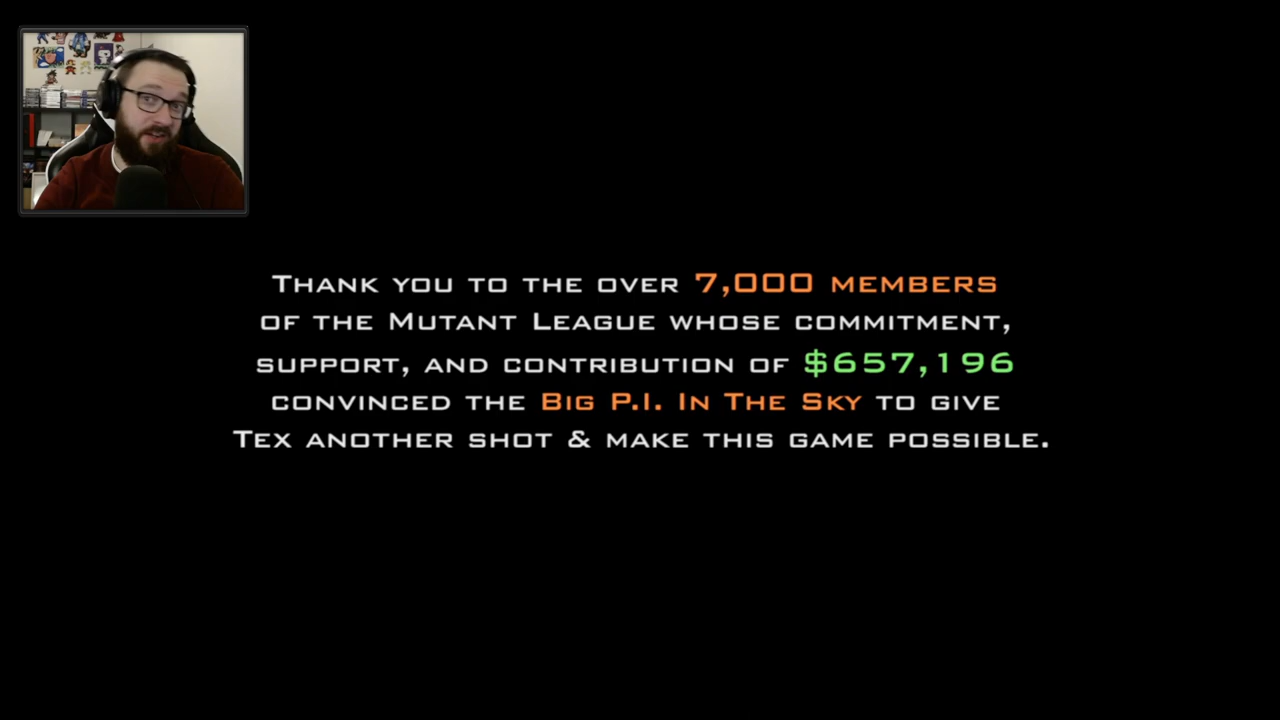 Thank you to the over 7,000 members
of the Mutant League whose commitment,
support, and contribution of $657,196
convinced the Big P.I. In The Sky to give
Tex another shot & make this game possible.